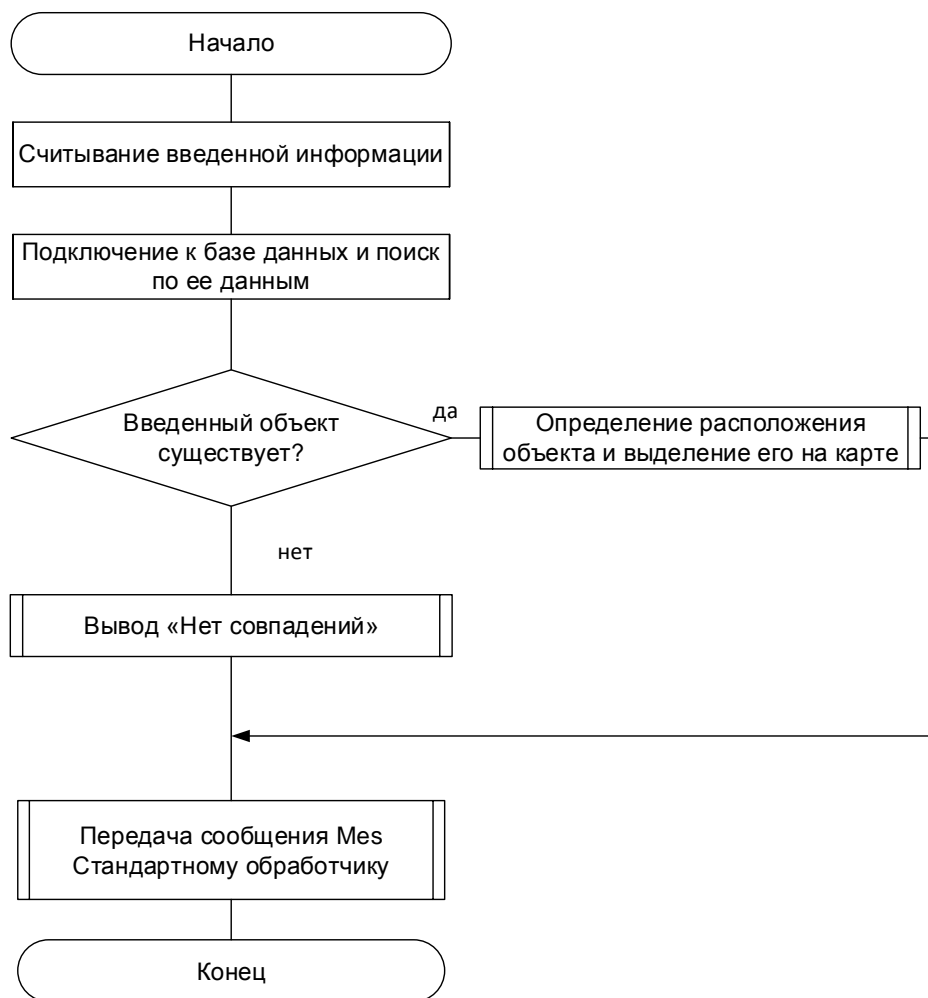 Начало
Считывание введенной информации
Подключение к базе данных и поиск
по ее данным
Введенный объект
существует?
да
Определение расположения
объекта и выделение его на карте
нет
Вывод «Нет совпадений»
Передача сообщения Mes
Стандартному обработчику
Конец